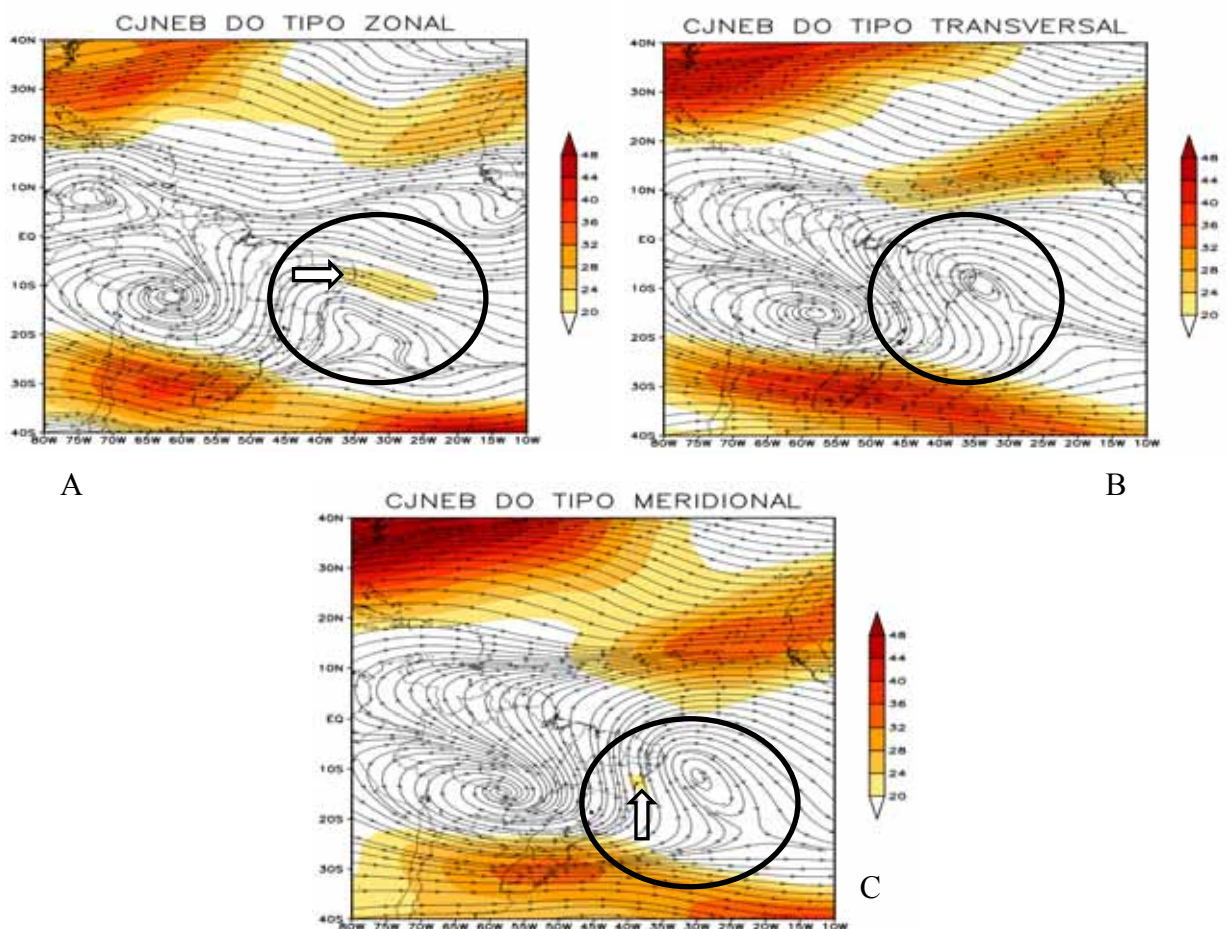 CJNEB DO TIPO ZONAL
40N
30N
20N
10N
EQ
10S
20S
30S
40S
80W 75W 70W 65W 60W 55W 50W 45W 40W 35W 30W 25W 20W 15W 10W
48
44
40
36
32
28
24
20
A
CJNEB DO TIPO TRANSVERSAL
40N
30N
20N
10N
EQ
10S
20S
30S
40S
80W 75W 70W 65W 60W 55W 50W 45W 40W 35W 30W 25W 20W 15W 10W
48
44
40
36
32
28
24
20
B
CJNEB DO TIPO MERIDIONAL
40N
30N
20N
10N
EQ
10S
20S
30S
40S
80W 75W 70W 65W 60W 55W 50W 45W 40W 35W 30W 25W 20W 15W 10W
48
44
40
36
32
28
24
20
C